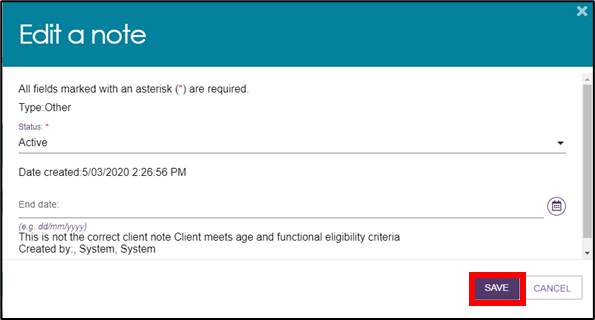 Edit a note
All fields marked with an asterisk (*) are required.
Type:Other
Status: *
Active
Date created:5/03/2020 2:26:56 PM
End date:
(e.g. dd/mm/yyyy)
This is not the correct client note Client meets age and functional eligibility criteria
Created by:, System, System
SAVE CANCEL